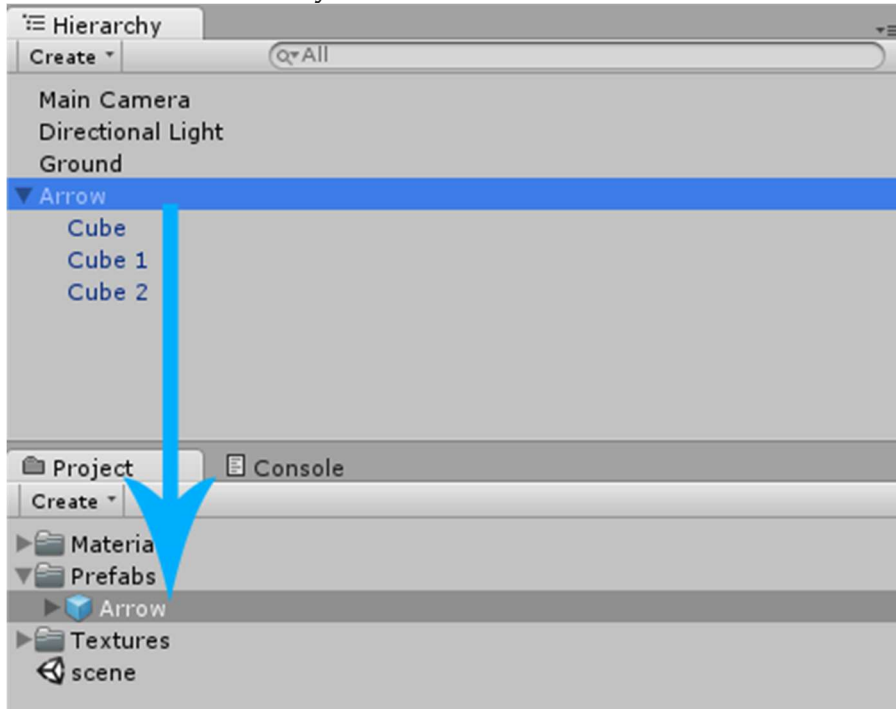 Hierarchy
Create
All
Main Camera
Directional Light
Ground
Arrow
Cube
Cube 1
Cube 2
Project
Console
Create
Materia
Prefabs
Arrow
Textures
scene